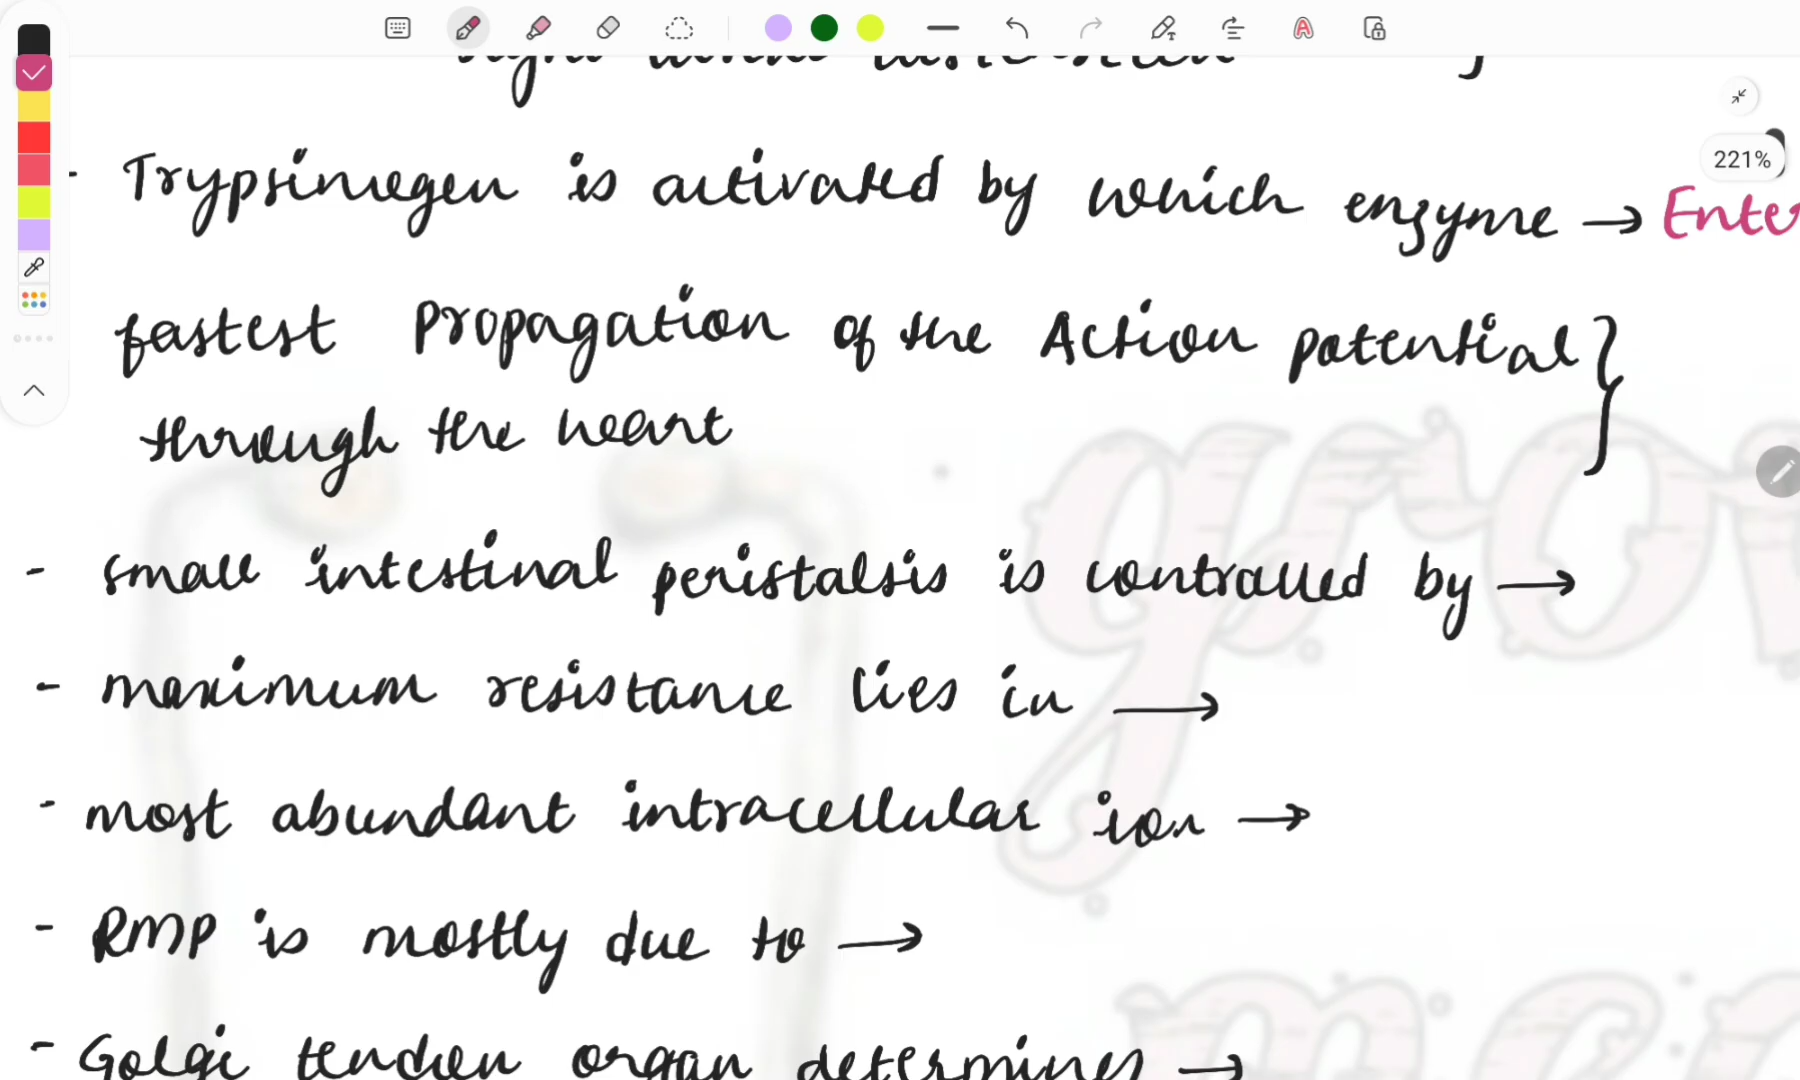 - Trypsinogen is activated by which enzyme → Enter
fastest Propagation of the Action potential }
through the heart
- small intestinal peristalsis is controlled by →
- maximum resistance lies in →
- most abundant intracellular ion →
- RMP is mostly due to →
- Golgi tendon organ determines →
221%